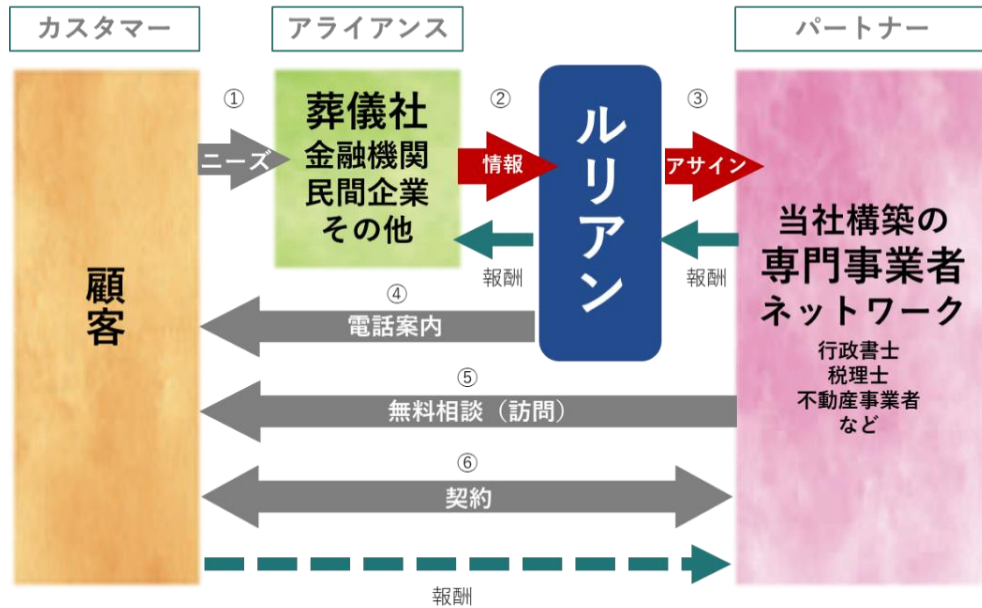 カスタマー
アライアンス
パートナー
①
ニーズ
葬儀社
金融機関
民間企業
その他
②
情報
報酬
ルリアン
③
アサイン
報酬
当社構築の
専門事業者
ネットワーク
行政書士
税理士
不動産事業者
など
顧客
④
電話案内
⑤
無料相談（訪問）
⑥
契約
報酬